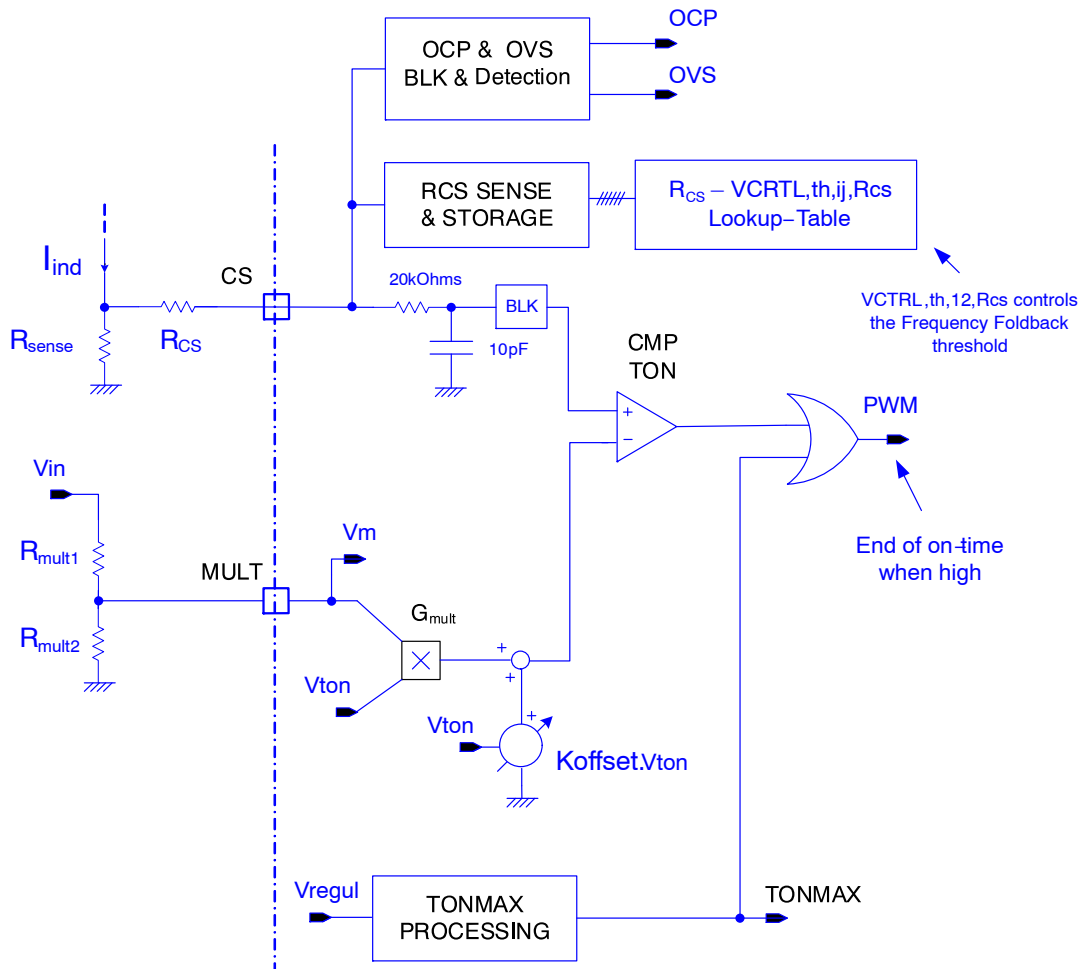 OCP
OCP & OVS
BLK & Detection
OVS
RCS SENSE
& STORAGE
RCS – VCRTL,th,ij,Rcs
Lookup–Table
Iind
CS
20kOhms
BLK
VCTRL,th,12,Rcs controls
the Frequency Foldback
threshold
Rsense
RCS
10pF
CMP
TON
+
−
PWM
Vin
Vm
End of on–time
when high
Rmult1
MULT
Gmult
Rmult2
×
+
+
Vton
+
Vton
Koffset.Vton
Vregul
TONMAX
PROCESSING
TONMAX